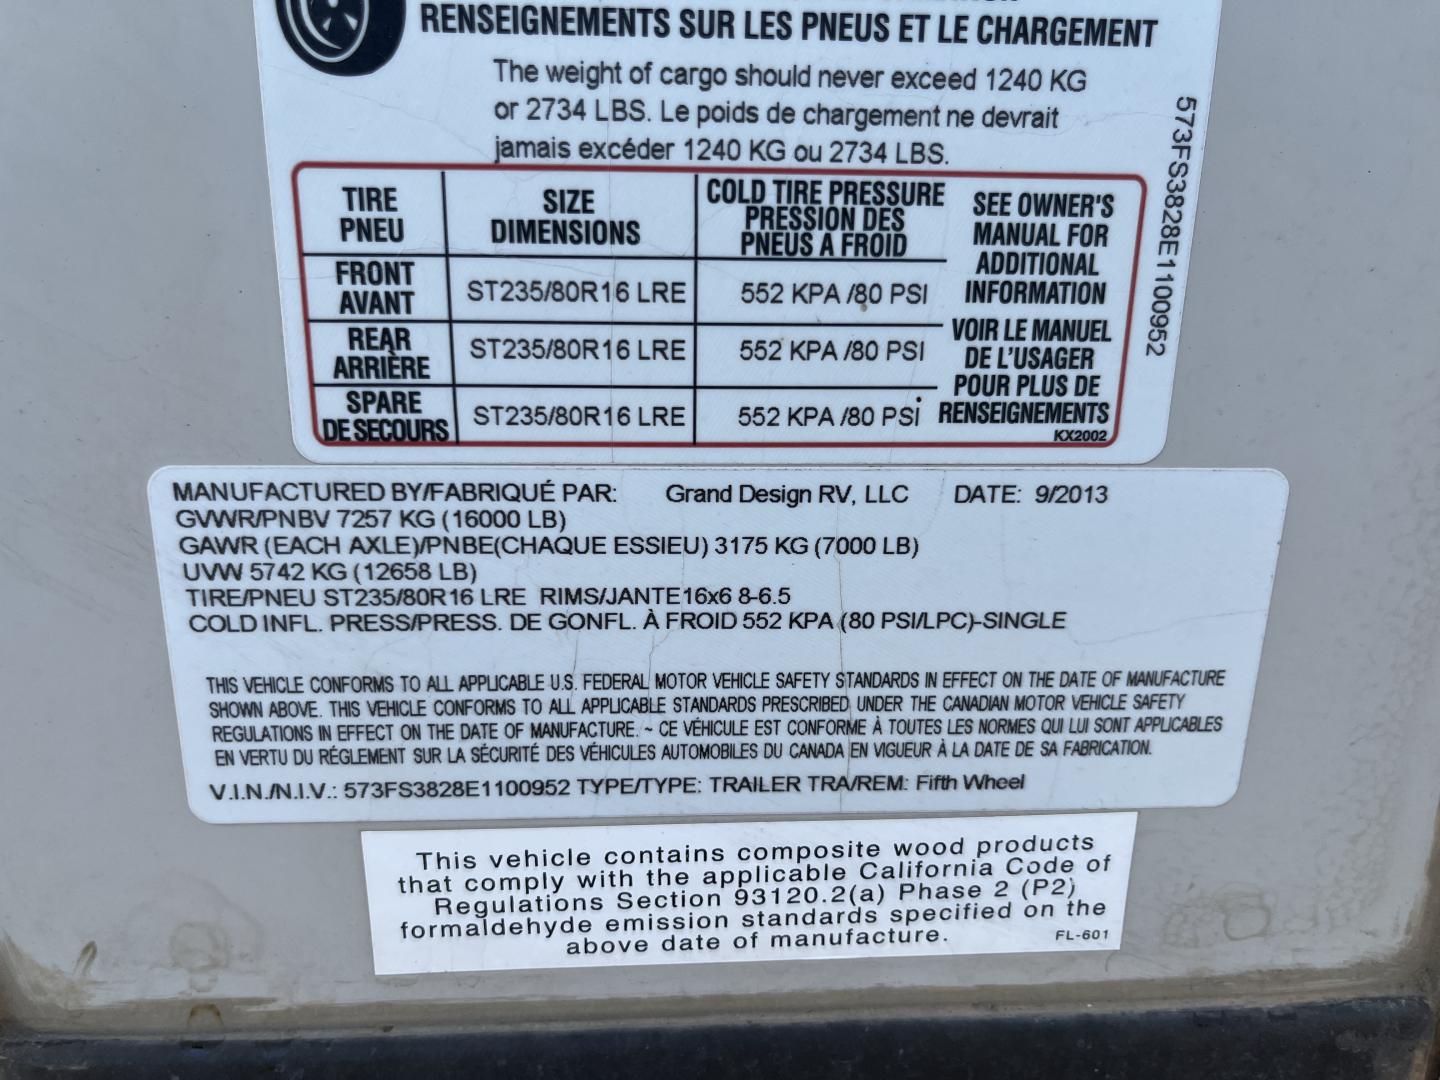 RENSEIGNEMENTS SUR LES PNEUS ET LE CHARGEMENT
The weight of cargo should never exceed 1240 KG
or 2734 LBS. Le poids de chargement ne devrait
jamais excéder 1240 KG ou 2734 LBS.
573FS3828E1100952
TIRE
PNEU
SIZE
DIMENSIONS
COLD TIRE PRESSURE
PRESSION DES
PNEUS A FROID
SEE OWNER'S
MANUAL FOR
ADDITIONAL
INFORMATION
VOIR LE MANUEL
DE L'USAGER
POUR PLUS DE
RENSEIGNEMENTS
KX2002
FRONT
AVANT
ST235/80R16 LRE
552 KPA /80 PSI
REAR
ARRIÈRE
ST235/80R16 LRE
552 KPA /80 PSI
SPARE
DE SECOURS
ST235/80R16 LRE
552 KPA /80 PSI
MANUFACTURED BY/FABRIQUÉ PAR: Grand Design RV, LLC DATE: 9/2013
GVWR/PNBV 7257 KG (16000 LB)
GAWR (EACH AXLE)/PNBE(CHAQUE ESSIEU) 3175 KG (7000 LB)
UVW 5742 KG (12658 LB)
TIRE/PNEU ST235/80R16 LRE RIMS/JANTE16x6 8-6.5
COLD INFL. PRESS/PRESS. DE GONFL. À FROID 552 KPA (80 PSI/LPC)-SINGLE
THIS VEHICLE CONFORMS TO ALL APPLICABLE U.S. FEDERAL MOTOR VEHICLE SAFETY STANDARDS IN EFFECT ON THE DATE OF MANUFACTURE
SHOWN ABOVE. THIS VEHICLE CONFORMS TO ALL APPLICABLE STANDARDS PRESCRIBED UNDER THE CANADIAN MOTOR VEHICLE SAFETY
REGULATIONS IN EFFECT ON THE DATE OF MANUFACTURE. ~ CE VÉHICULE EST CONFORME À TOUTES LES NORMES QUI LUI SONT APPLICABLES
EN VERTU DU RÉGLEMENT SUR LA SÉCURITÉ DES VÉHICULES AUTOMOBILES DU CANADA EN VIGUEUR À LA DATE DE SA FABRICATION.
V.I.N./N.I.V.: 573FS3828E1100952 TYPE/TYPE: TRAILER TRA/REM: Fifth Wheel
This vehicle contains composite wood products
that comply with the applicable California Code of
Regulations Section 93120.2(a) Phase 2 (P2)
formaldehyde emission standards specified on the
above date of manufacture.
FL-601